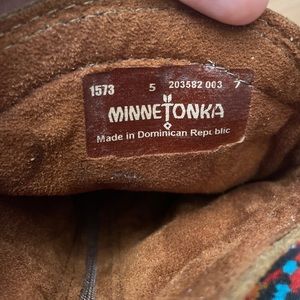 1573 5 203582 003 7
MINNETONKA
Made in Dominican Republic